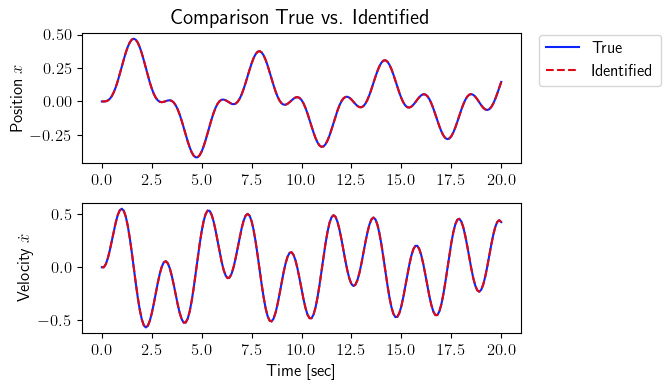 Comparison True vs. Identified
True
Identified
Position x
0.50
0.25
0.00
−0.25
0.0 2.5 5.0 7.5 10.0 12.5 15.0 17.5 20.0
Velocity ẋ
0.5
0.0
−0.5
0.0 2.5 5.0 7.5 10.0 12.5 15.0 17.5 20.0
Time [sec]